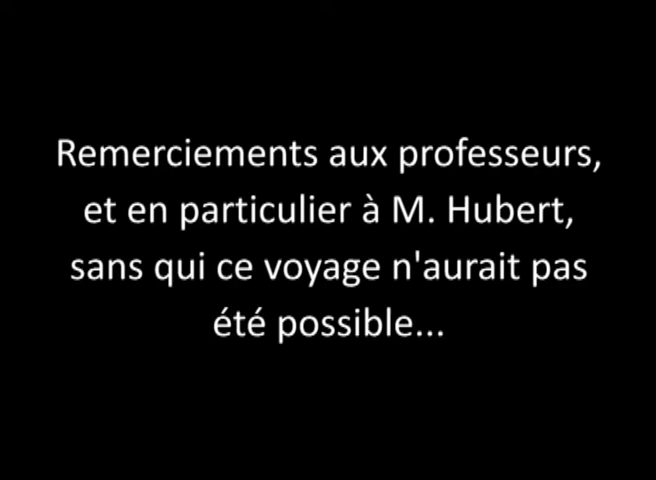 Remerciements aux professeurs,
et en particulier à M. Hubert,
sans qui ce voyage n'aurait pas
été possible...